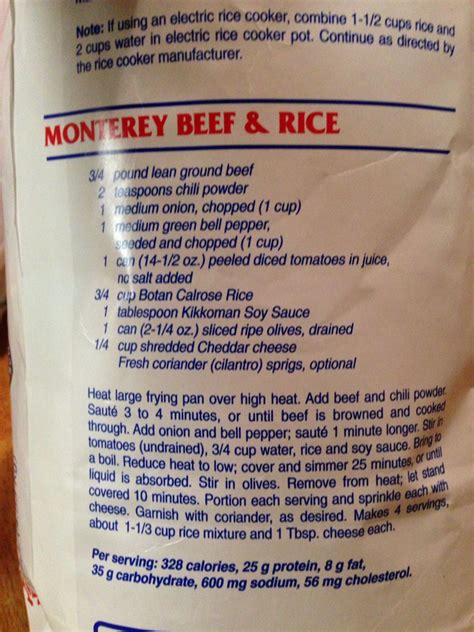 Note: If using an electric rice cooker, combine 1-1/2 cups rice and
2 cups water in electric rice cooker pot. Continue as directed by
the rice cooker manufacturer.
MONTEREY BEEF & RICE
3/4 pound lean ground beef
2 teaspoons chili powder
1 medium onion, chopped (1 cup)
1 medium green bell pepper,
seeded and chopped (1 cup)
1 can (14-1/2 oz.) peeled diced tomatoes in juice,
no salt added
3/4 cup Botan Calrose Rice
1 tablespoon Kikkoman Soy Sauce
1 can (2-1/4 oz.) sliced ripe olives, drained
1/4 cup shredded Cheddar cheese
Fresh coriander (cilantro) sprigs, optional
Heat large frying pan over high heat. Add beef and chili powder.
Sauté 3 to 4 minutes, or until beef is browned and cooked
through. Add onion and bell pepper; sauté 1 minute longer. Stir in
tomatoes (undrained), 3/4 cup water, rice and soy sauce. Bring to
a boil. Reduce heat to low; cover and simmer 25 minutes, or until
liquid is absorbed. Stir in olives. Remove from heat; let stand
covered 10 minutes. Portion each serving and sprinkle each with
cheese. Garnish with coriander, as desired. Makes 4 servings,
about 1-1/3 cup rice mixture and 1 Tbsp. cheese each.
Per serving: 328 calories, 25 g protein, 8 g fat,
35 g carbohydrate, 600 mg sodium, 56 mg cholesterol.